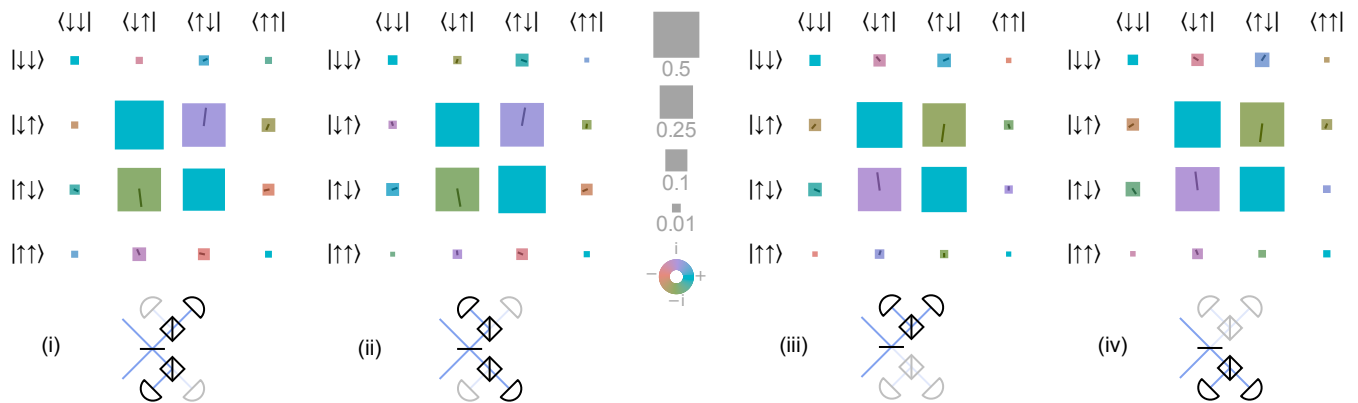 ⟨↓↓| ⟨↓↑| ⟨↑↓| ⟨↑↑|
|↓↓⟩
|↓↑⟩
|↑↓⟩
|↑↑⟩
(i)
⟨↓↓| ⟨↓↑| ⟨↑↓| ⟨↑↑|
|↓↓⟩
|↓↑⟩
|↑↓⟩
|↑↑⟩
(ii)
0.5
0.25
0.1
0.01
i
− +
−i
⟨↓↓| ⟨↓↑| ⟨↑↓| ⟨↑↑|
|↓↓⟩
|↓↑⟩
|↑↓⟩
|↑↑⟩
(iii)
⟨↓↓| ⟨↓↑| ⟨↑↓| ⟨↑↑|
|↓↓⟩
|↓↑⟩
|↑↓⟩
|↑↑⟩
(iv)